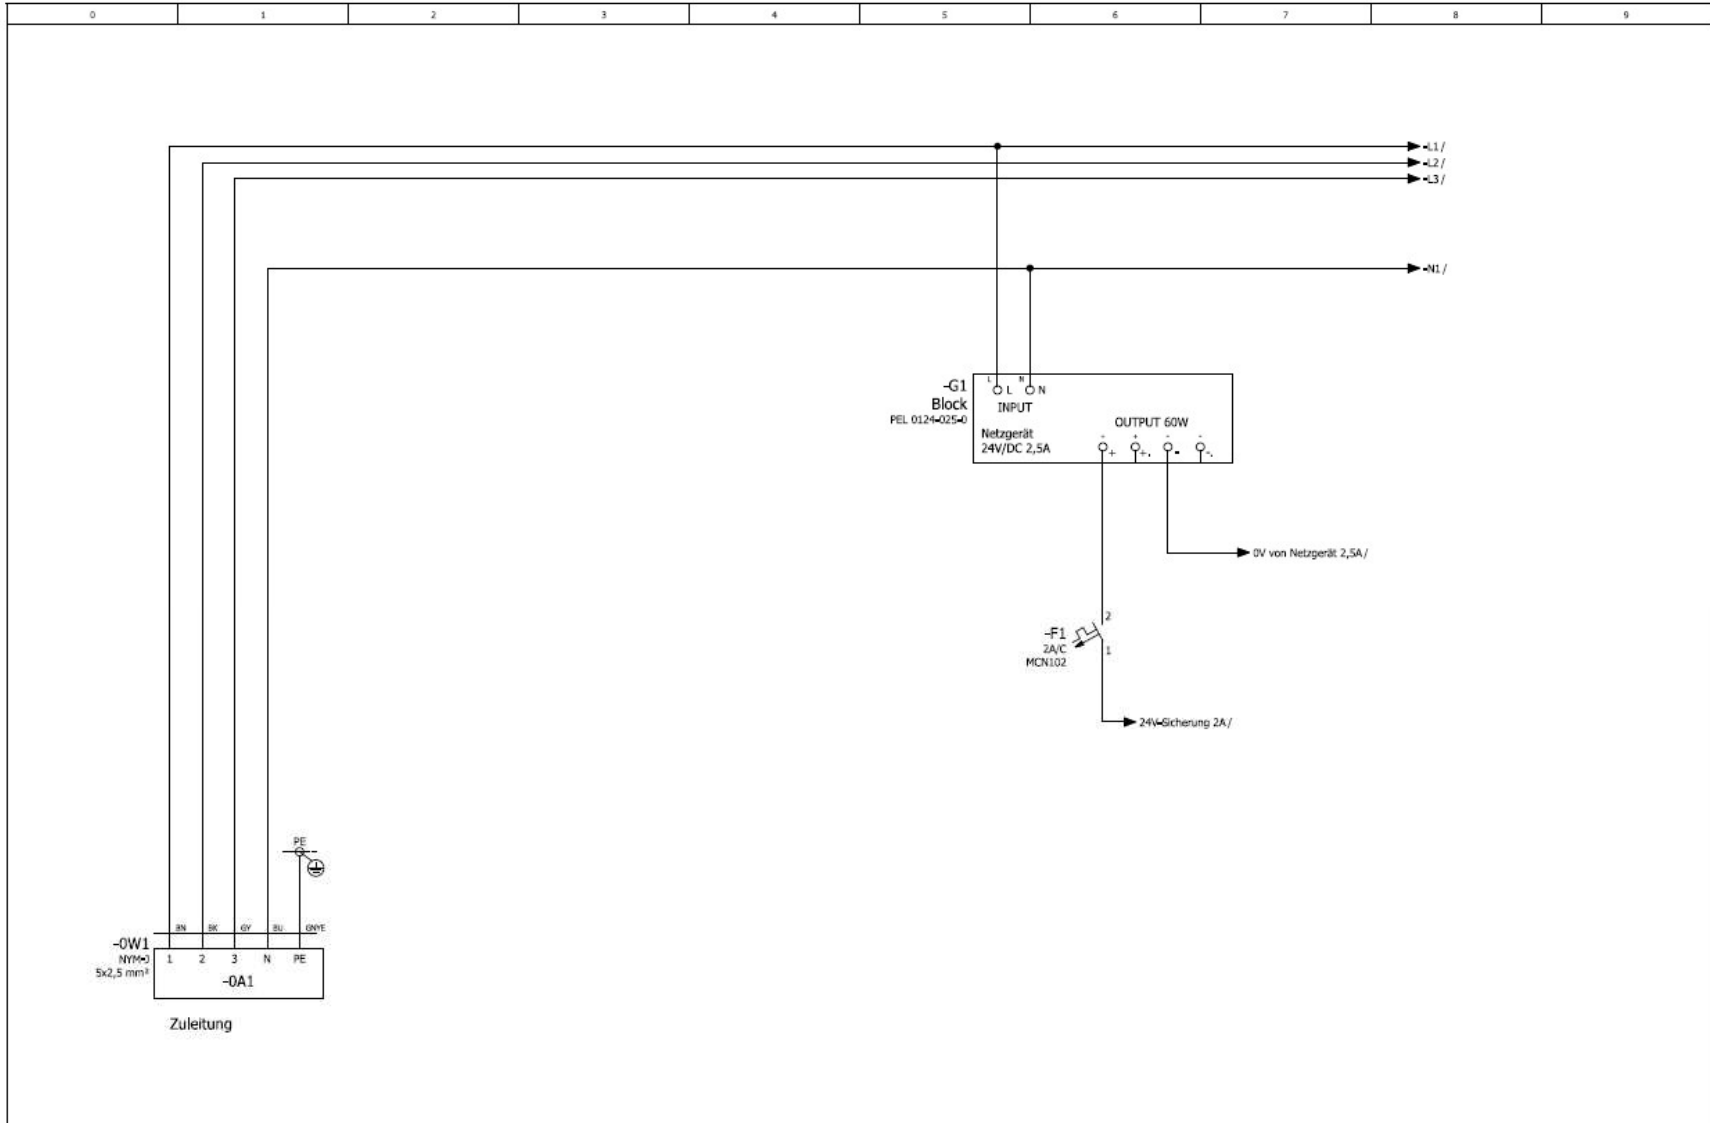 0 1 2 3 4 5 6 7 8 9
-L1 /
-L2 /
-L3 /
-N1 /
-G1
Block
PEL 0124-025-0
L N
L N
INPUT
Netzgerät
24V/DC 2,5A
OUTPUT 60W
+ +. - -.
0V von Netzgerät 2,5A /
-F1
2A/C
MCN102
2
1
24V-Sicherung 2A /
PE
BN BK GY BU GNYE
-0W1
NYM-J
5x2,5 mm²
1 2 3 N PE
-0A1
Zuleitung